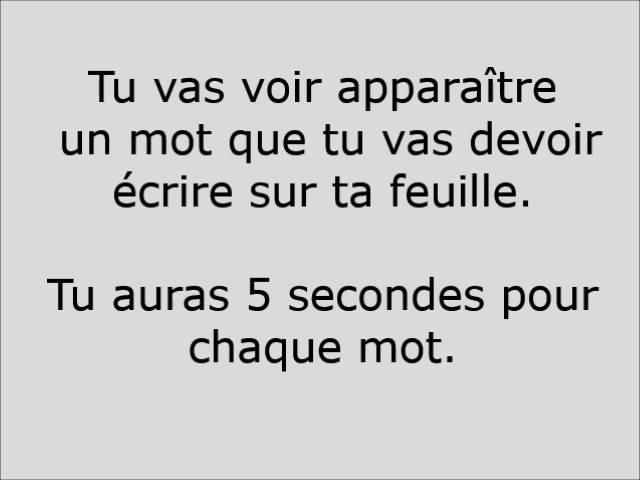 Tu vas voir apparaître
un mot que tu vas devoir
écrire sur ta feuille.
Tu auras 5 secondes pour
chaque mot.